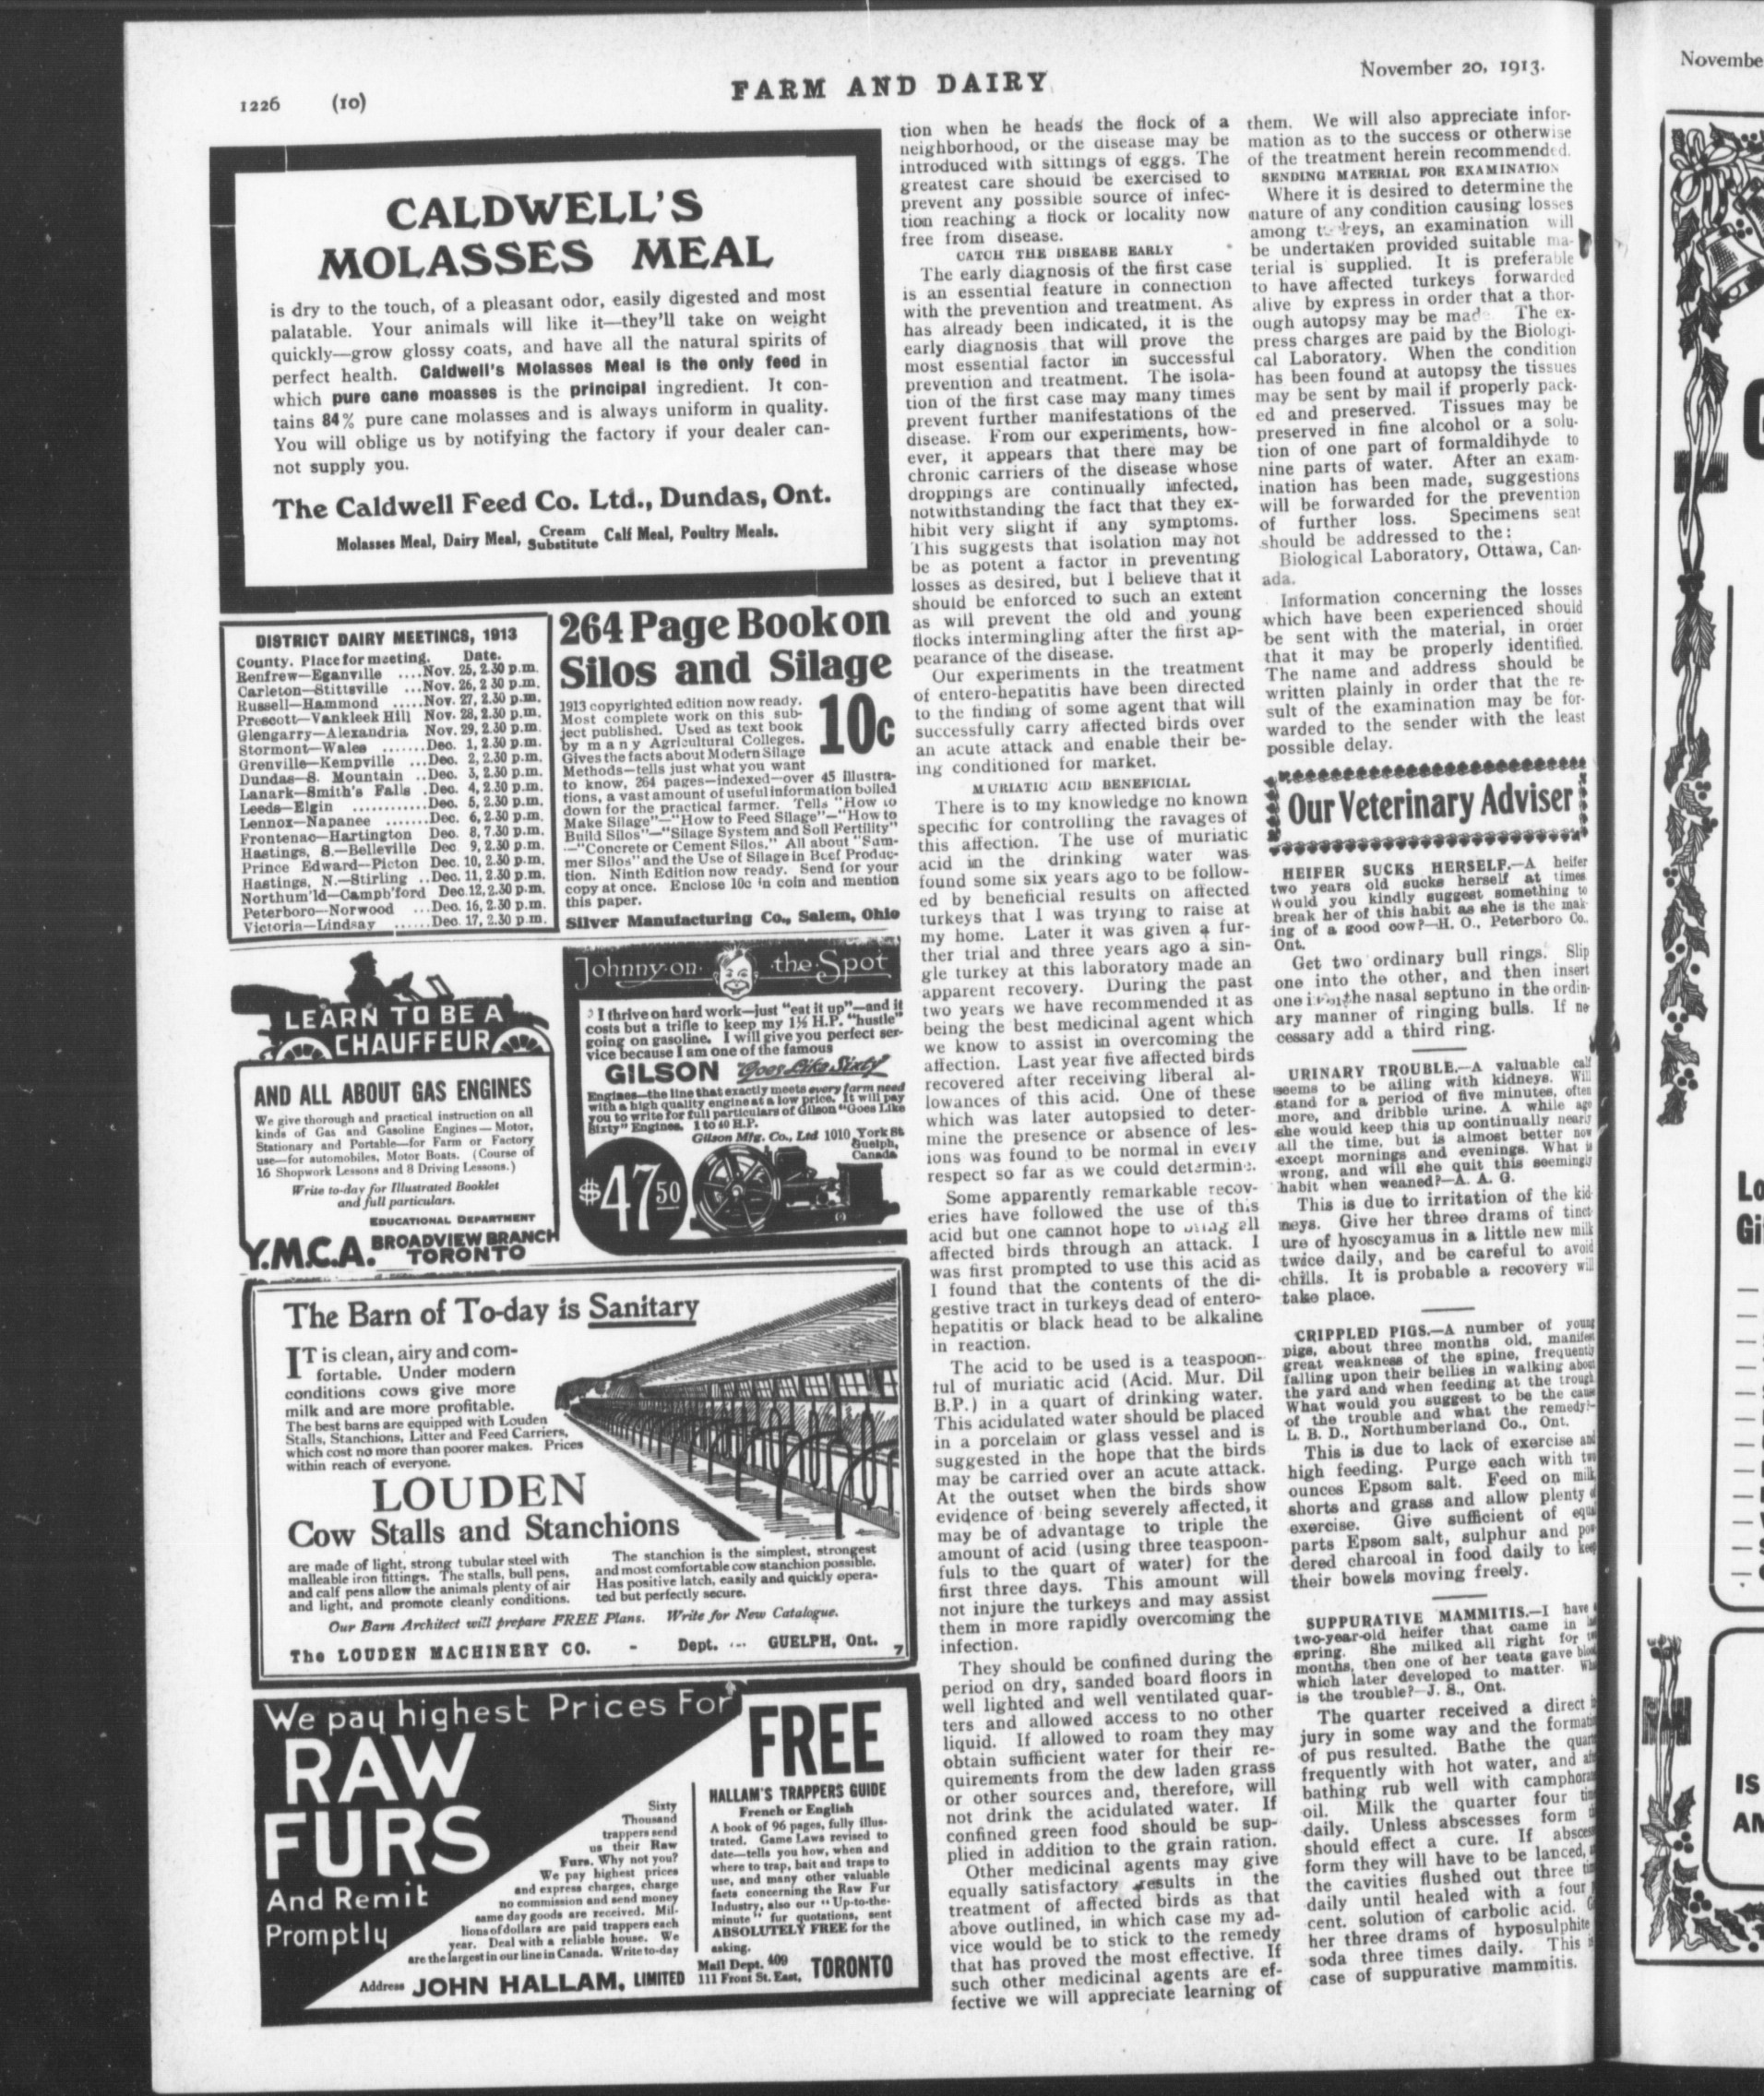 1226 (10)
FARM AND DAIRY
November 20, 1913.
CALDWELL'S
MOLASSES MEAL
is dry to the touch, of a pleasant odor, easily digested and most
palatable. Your animals will like it—they'll take on weight
quickly—grow glossy coats, and have all the natural spirits of
perfect health. Caldwell's Molasses Meal is the only feed in
which pure cane moasses is the principal ingredient. It con-
tains 84% pure cane molasses and is always uniform in quality.
You will oblige us by notifying the factory if your dealer can-
not supply you.
The Caldwell Feed Co. Ltd., Dundas, Ont.
Molasses Meal, Dairy Meal, Cream Substitute Calf Meal, Poultry Meals.
DISTRICT DAIRY MEETINGS, 1913
County. Place for meeting. Date.
Renfrew—Eganville ....Nov. 25, 2.30 p.m.
Carleton—Stittsville ...Nov. 26, 2 30 p.m.
Russell—Hammond .....Nov. 27, 2.30 p.m.
Prescott—Vankleek Hill Nov. 28, 2.30 p.m.
Glengarry—Alexandria Nov. 29, 2.30 p.m.
Stormont—Wales .......Dec. 1, 2.30 p.m.
Grenville—Kempville ...Dec. 2, 2.30 p.m.
Dundas—S. Mountain ..Dec. 3, 2.30 p.m.
Lanark—Smith's Falls .Dec. 4, 2.30 p.m.
Leeds—Elgin ............Dec. 5, 2.30 p.m.
Lennox—Napanee .......Dec. 6, 2.30 p.m.
Frontenac—Hartington Dec. 8, 7.30 p.m.
Hastings, S.—Belleville Dec 9, 2.30 p.m.
Prince Edward—Picton Dec. 10, 2.30 p.m.
Hastings, N.—Stirling ..Dec. 11, 2.30 p.m.
Northum'ld—Campb'ford Dec. 12, 2.30 p.m.
Peterboro—Norwood ...Dec. 16, 2.30 p.m.
Victoria—Lindsay ......Dec. 17, 2.30 p.m.
264 Page Book on
Silos and Silage
10c
1913 copyrighted edition now ready.
Most complete work on this sub-
ject published. Used as text book
by many Agricultural Colleges.
Gives the facts about Modern Silage
Methods—tells just what you want
to know, 264 pages—indexed—over 45 illustra-
tions, a vast amount of useful information boiled
down for the practical farmer. Tells "How to
Make Silage"—"How to Feed Silage"—"How to
Build Silos"—"Silage System and Soil Fertility"
—"Concrete or Cement Silos." All about "Sum-
mer Silos" and the Use of Silage in Beef Produc-
tion. Ninth Edition now ready. Send for your
copy at once. Enclose 10c in coin and mention
this paper.
Silver Manufacturing Co., Salem, Ohio
LEARN TO BE A
CHAUFFEUR
AND ALL ABOUT GAS ENGINES
We give thorough and practical instruction on all
kinds of Gas and Gasoline Engines—Motor,
Stationary and Portable—for Farm or Factory
use—for automobiles, Motor Boats. (Course of
16 Shopwork Lessons and 8 Driving Lessons.)
Write to-day for Illustrated Booklet
and full particulars.
EDUCATIONAL DEPARTMENT
Y.M.C.A. BROADVIEW BRANCH
TORONTO
Johnny-on-the-Spot
I thrive on hard work—just "eat it up"—and it
costs but a trifle to keep my 1½ H.P. "hustle"
going on gasoline. I will give you perfect ser-
vice because I am one of the famous
GILSON Goes Like Sixty
Engines—the line that exactly meets every farm need
with a high quality engine at a low price. It will pay
you to write for full particulars of Gilson "Goes Like
Sixty" Engines. 1 to 40 H.P.
Gilson Mfg. Co., Ltd 1010 York St
Guelph,
Canada
$47 50
The Barn of To-day is Sanitary
IT is clean, airy and com-
fortable. Under modern
conditions cows give more
milk and are more profitable.
The best barns are equipped with Louden
Stalls, Stanchions, Litter and Feed Carriers,
which cost no more than poorer makes. Prices
within reach of everyone.
LOUDEN
Cow Stalls and Stanchions
are made of light, strong tubular steel with
malleable iron fittings. The stalls, bull pens,
and calf pens allow the animals plenty of air
and light, and promote cleanly conditions.
The stanchion is the simplest, strongest
and most comfortable cow stanchion possible.
Has positive latch, easily and quickly opera-
ted but perfectly secure.
Our Barn Architect will prepare FREE Plans. Write for New Catalogue.
The LOUDEN MACHINERY CO. - Dept. --- GUELPH, Ont. 7
We pay highest Prices For
RAW
FURS
And Remit
Promptly
Sixty
Thousand
trappers send
us their Raw
Furs. Why not you?
We pay highest prices
and express charges, charge
no commission and send money
same day goods are received. Mil-
lions of dollars are paid trappers each
year. Deal with a reliable house. We
are the largest in our line in Canada. Write to-day
FREE
HALLAM'S TRAPPERS GUIDE
French or English
A book of 96 pages, fully illus-
trated. Game Laws revised to
date—tells you how, when and
where to trap, bait and traps to
use, and many other valuable
facts concerning the Raw Fur
Industry, also our "Up-to-the-
minute" fur quotations, sent
ABSOLUTELY FREE for the
asking.
Address JOHN HALLAM, LIMITED Mail Dept. 409
111 Front St. East, TORONTO
tion when he heads the flock of a
neighborhood, or the disease may be
introduced with sittings of eggs. The
greatest care should be exercised to
prevent any possible source of infec-
tion reaching a flock or locality now
free from disease.
CATCH THE DISEASE EARLY
The early diagnosis of the first case
is an essential feature in connection
with the prevention and treatment. As
has already been indicated, it is the
early diagnosis that will prove the
most essential factor in successful
prevention and treatment. The isola-
tion of the first case may many times
prevent further manifestations of the
disease. From our experiments, how-
ever, it appears that there may be
chronic carriers of the disease whose
droppings are continually infected,
notwithstanding the fact that they ex-
hibit very slight if any symptoms.
This suggests that isolation may not
be as potent a factor in preventing
losses as desired, but I believe that it
should be enforced to such an extent
as will prevent the old and young
flocks intermingling after the first ap-
pearance of the disease.
Our experiments in the treatment
of entero-hepatitis have been directed
to the finding of some agent that will
successfully carry affected birds over
an acute attack and enable their be-
ing conditioned for market.
MURIATIC ACID BENEFICIAL
There is to my knowledge no known
specific for controlling the ravages of
this affection. The use of muriatic
acid in the drinking water was
found some six years ago to be follow-
ed by beneficial results on affected
turkeys that I was trying to raise at
my home. Later it was given a fur-
ther trial and three years ago a sin-
gle turkey at this laboratory made an
apparent recovery. During the past
two years we have recommended it as
being the best medicinal agent which
we know to assist in overcoming the
affection. Last year five affected birds
recovered after receiving liberal al-
lowances of this acid. One of these
which was later autopsied to deter-
mine the presence or absence of les-
ions was found to be normal in every
respect so far as we could determine.
Some apparently remarkable recov-
eries have followed the use of this
acid but one cannot hope to bring all
affected birds through an attack. I
was first prompted to use this acid as
I found that the contents of the di-
gestive tract in turkeys dead of entero-
hepatitis or black head to be alkaline
in reaction.
The acid to be used is a teaspoon-
ful of muriatic acid (Acid. Mur. Dil
B.P.) in a quart of drinking water.
This acidulated water should be placed
in a porcelain or glass vessel and is
suggested in the hope that the birds
may be carried over an acute attack.
At the outset when the birds show
evidence of being severely affected, it
may be of advantage to triple the
amount of acid (using three teaspoon-
fuls to the quart of water) for the
first three days. This amount will
not injure the turkeys and may assist
them in more rapidly overcoming the
infection.
They should be confined during the
period on dry, sanded board floors in
well lighted and well ventilated quar-
ters and allowed access to no other
liquid. If allowed to roam they may
obtain sufficient water for their re-
quirements from the dew laden grass
or other sources and, therefore, will
not drink the acidulated water. If
confined green food should be sup-
plied in addition to the grain ration.
Other medicinal agents may give
equally satisfactory results in the
treatment of affected birds as that
above outlined, in which case my ad-
vice would be to stick to the remedy
that has proved the most effective. If
such other medicinal agents are ef-
fective we will appreciate learning of
them. We will also appreciate infor-
mation as to the success or otherwise
of the treatment herein recommended.
SENDING MATERIAL FOR EXAMINATION
Where it is desired to determine the
nature of any condition causing losses
among turkeys, an examination will
be undertaken provided suitable ma-
terial is supplied. It is preferable
to have affected turkeys forwarded
alive by express in order that a thor-
ough autopsy may be made The ex-
press charges are paid by the Biologi-
cal Laboratory. When the condition
has been found at autopsy the tissues
may be sent by mail if properly pack-
ed and preserved. Tissues may be
preserved in fine alcohol or a solu-
tion of one part of formaldihyde to
nine parts of water. After an exam-
ination has been made, suggestions
will be forwarded for the prevention
of further loss. Specimens sent
should be addressed to the:
Biological Laboratory, Ottawa, Can-
ada.
Information concerning the losses
which have been experienced should
be sent with the material, in order
that it may be properly identified.
The name and address should be
written plainly in order that the re-
sult of the examination may be for-
warded to the sender with the least
possible delay.
Our Veterinary Adviser
HEIFER SUCKS HERSELF.—A heifer
two years old sucks herself at times
Would you kindly suggest something to
break her of this habit as she is the mak-
ing of a good cow?—H. O., Peterboro Co.,
Ont.
Get two ordinary bull rings. Slip
one into the other, and then insert
one the nasal septuno in the ordin-
ary manner of ringing bulls. If ne
cessary add a third ring.
URINARY TROUBLE.—A valuable calf
seems to be ailing with kidneys. Will
stand for a period of five minutes, often
more, and dribble urine. A while ago
she would keep this up continually nearly
all the time, but is almost better now
except mornings and evenings. What is
wrong, and will she quit this seemingly
habit when weaned?—A. A. G.
This is due to irritation of the kid-
neys. Give her three drams of tinct-
ure of hyoscyamus in a little new milk
twice daily, and be careful to avoid
chills. It is probable a recovery will
take place.
CRIPPLED PIGS.—A number of young
pigs, about three months old, manifest
great weakness of the spine, frequently
falling upon their bellies in walking about
the yard and when feeding at the trough.
What would you suggest to be the cause
of the trouble and what the remedy?—
L. B. D., Northumberland Co., Ont.
This is due to lack of exercise and
high feeding. Purge each with two
ounces Epsom salt. Feed on milk,
shorts and grass and allow plenty
exercise. Give sufficient of equal
parts Epsom salt, sulphur and pow
dered charcoal in food daily to keep
their bowels moving freely.
SUPPURATIVE MAMMITIS.—I have
two-year-old heifer that came in
spring. She milked all right for
months, then one of her teats gave
which later developed to matter.
is the trouble?—J. S., Ont.
The quarter received a direct in
jury in some way and the formation
of pus resulted. Bathe the quarter
frequently with hot water, and
bathing rub well with camphorated
oil. Milk the quarter four
daily. Unless abscesses form
should effect a cure. If
form they will have to be lanced,
the cavities flushed out three
daily until healed with a four
cent. solution of carbolic acid.
her three drams of hyposulphite
soda three times daily. This
case of suppurative mammitis.
Novembe
Lo
Gi
IS
AN